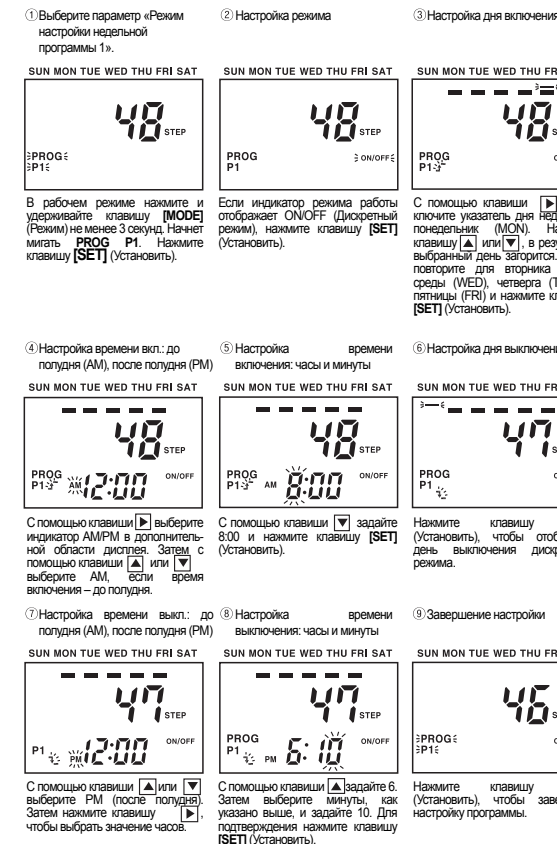 ①Выберите параметр «Режим
настройки недельной
программы 1».
SUN MON TUE WED THU FRI SAT
48 STEP
PROG
P1
В рабочем режиме нажмите и
удерживайте клавишу [MODE]
(Режим) не менее 3 секунд. Начнет
мигать PROG P1. Нажмите
клавишу [SET] (Установить).
②Настройка режима
SUN MON TUE WED THU FRI SAT
48 STEP
PROG ON/OFF
P1
Если индикатор режима работы
отображает ON/OFF (Дискретный
режим), нажмите клавишу [SET]
(Установить).
③Настройка дня включения
SUN MON TUE WED THU FR
48 S
PROG O
P1
С помощью клавиши ▶
ключите указатель дня нед
понедельник (MON). На
клавишу ▲ или ▼, в резу
выбранный день загорится.
повторите для вторника
среды (WED), четверга (T
пятницы (FRI) и нажмите кл
[SET] (Установить).
④Настройка времени вкл.: до
полудня (AM), после полудня (PM)
SUN MON TUE WED THU FRI SAT
48 STEP
PROG ON/OFF
P1 AM 12:00
С помощью клавиши ▶ выберите
индикатор AM/PM в дополнитель-
ной области дисплея. Затем с
помощью клавиши ▲ или ▼
выберите AM, если время
включения – до полудня.
⑤Настройка времени
включения: часы и минуты
SUN MON TUE WED THU FRI SAT
48 STEP
PROG ON/OFF
P1 AM 8:00
С помощью клавиши ▼ задайте
8:00 и нажмите клавишу [SET]
(Установить).
⑥Настройка дня выключени
SUN MON TUE WED THU FR
47 S
PROG O
P1
Нажмите клавишу
(Установить), чтобы отоб
день выключения дискр
режима.
⑦Настройка времени выкл.: до
полудня (AM), после полудня (PM)
SUN MON TUE WED THU FRI SAT
47 STEP
ON/OFF
P1 PM 12:00
С помощью клавиши ▲ или ▼
выберите PM (после полудня).
Затем нажмите клавишу ▶,
чтобы выбрать значение часов.
⑧Настройка времени
выключения: часы и минуты
SUN MON TUE WED THU FRI SAT
47 STEP
PROG ON/OFF
P1 PM 6:10
С помощью клавиши ▲ задайте 6.
Затем выберите минуты, как
указано выше, и задайте 10. Для
подтверждения нажмите клавишу
[SET] (Установить).
⑨Завершение настройки
SUN MON TUE WED THU FR
46 S
PROG O
P1
Нажмите клавишу
(Установить), чтобы заве
настройку программы.